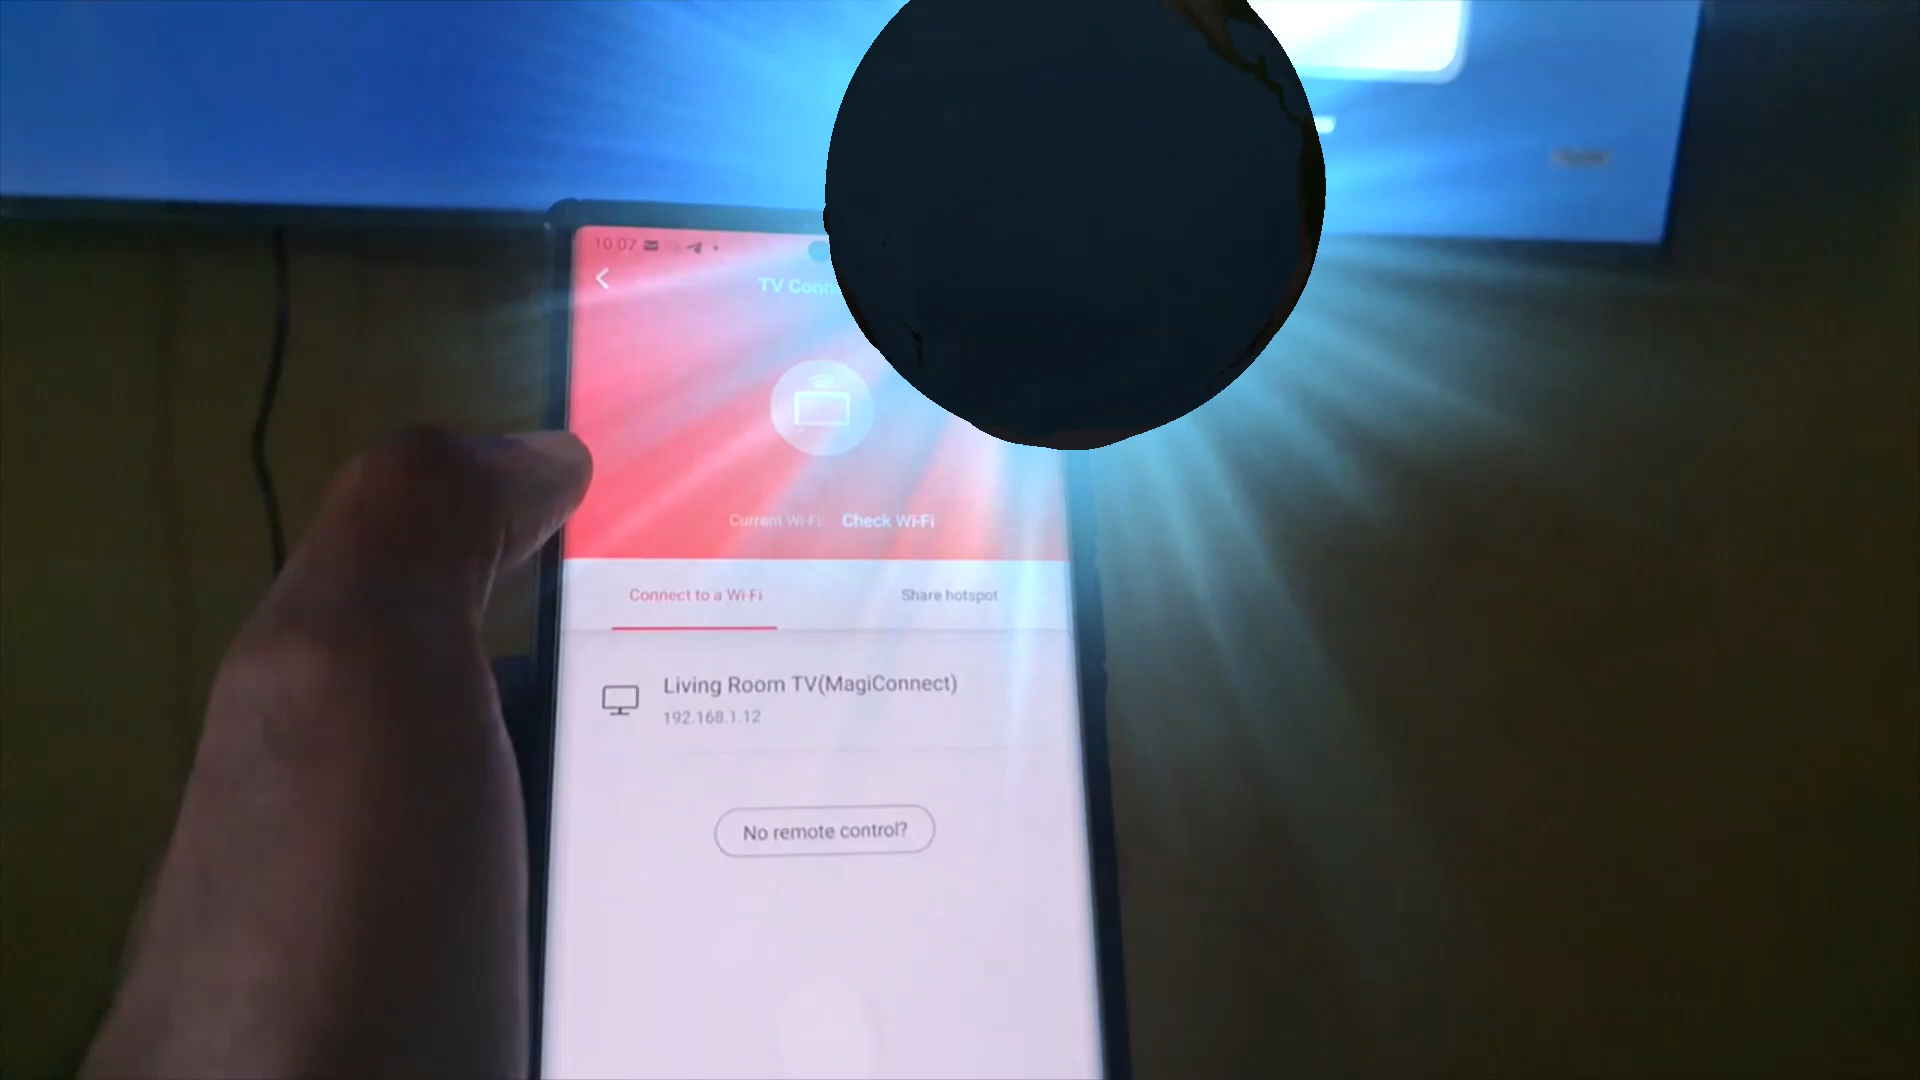 10:07
TV Conn
Current Wi-Fi Check Wi-Fi
Connect to a Wi-Fi Share hotspot
Living Room TV(MagiConnect)
192.168.1.12
No remote control?